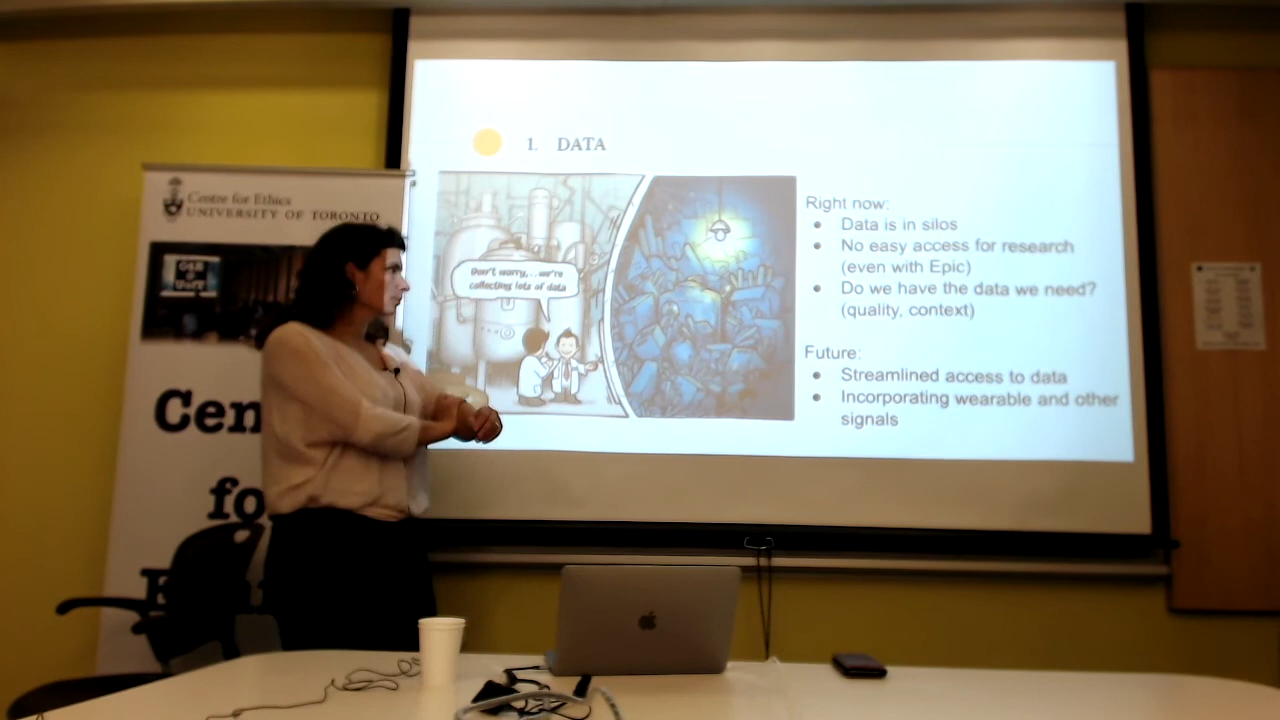 1. DATA
Don't worry,...we're
collecting lots of data
Right now:
● Data is in silos
● No easy access for research
(even with Epic)
● Do we have the data we need?
(quality, context)
Future:
● Streamlined access to data
● Incorporating wearable and other
signals
Centre for Ethics
UNIVERSITY OF TORONTO
Cen
fo